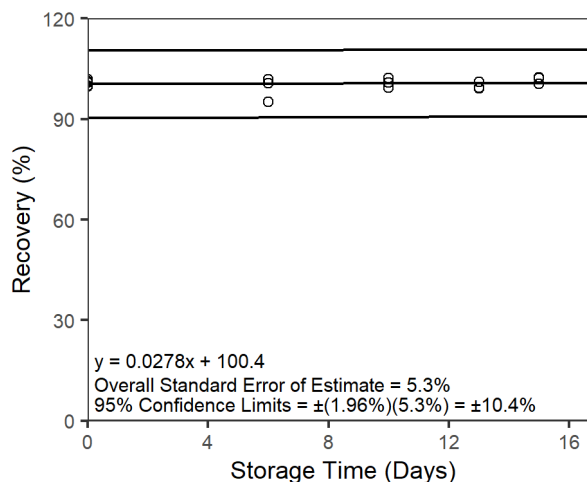 120
90
60
30
0
Recovery (%)
y = 0.0278x + 100.4
Overall Standard Error of Estimate = 5.3%
95% Confidence Limits = ±(1.96%)(5.3%) = ±10.4%
0 4 8 12 16
Storage Time (Days)